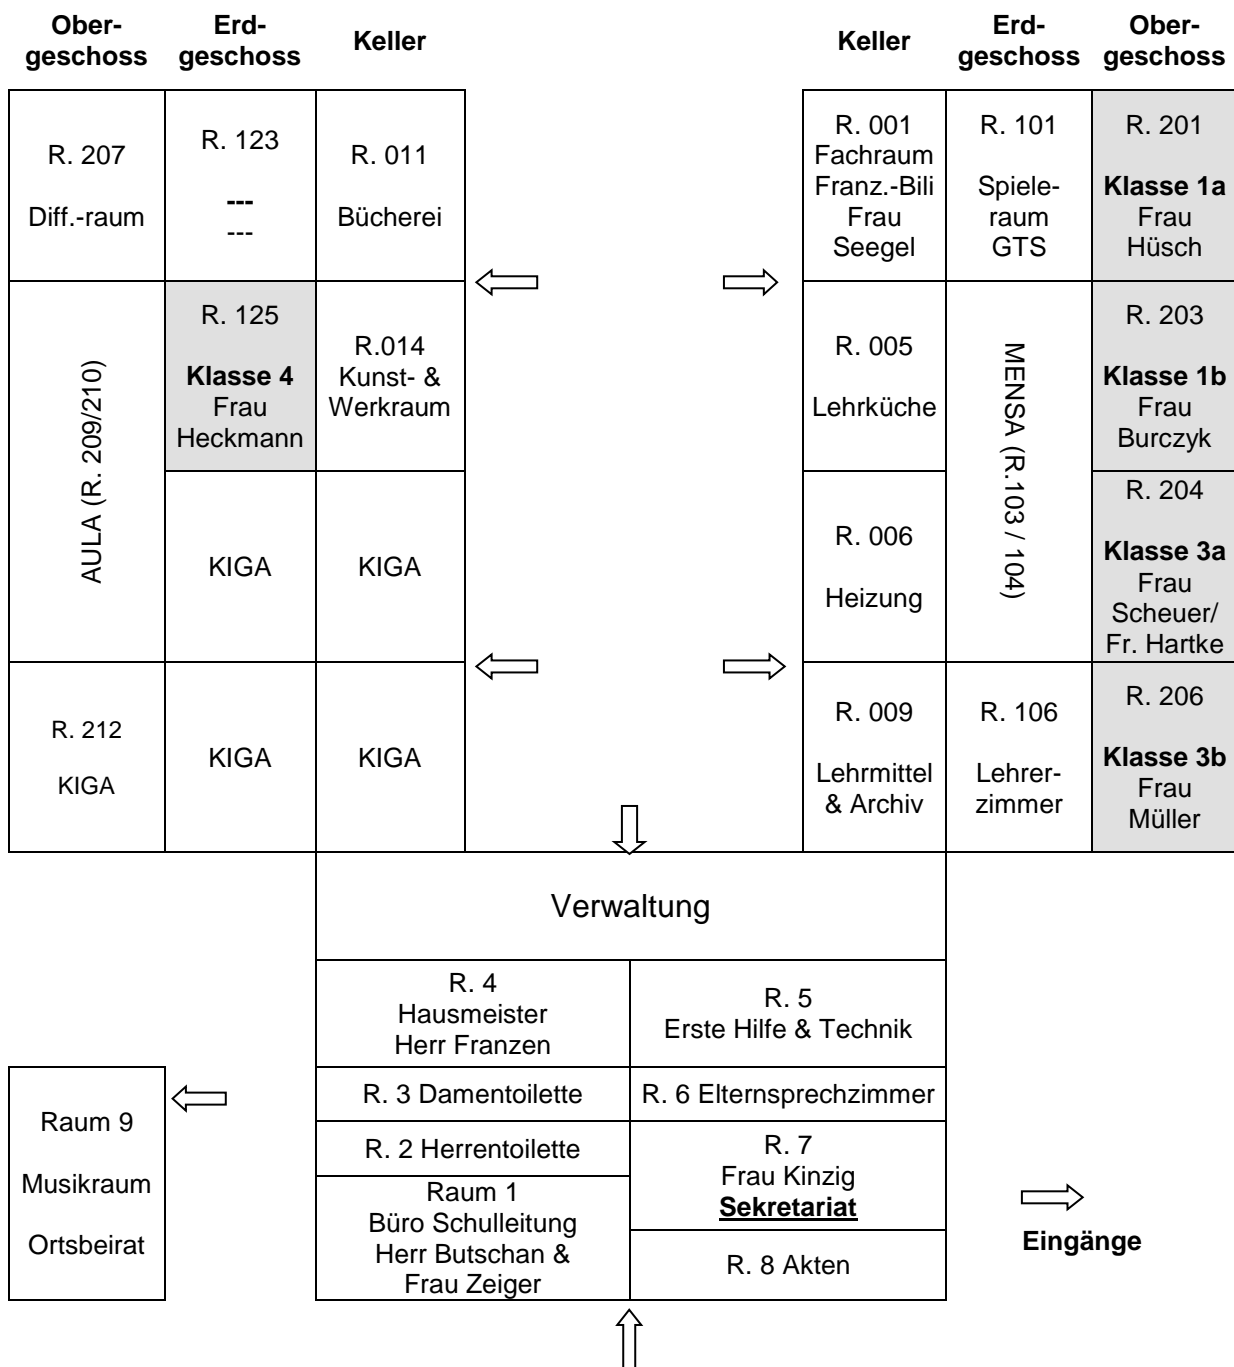 Ober-
geschoss
Erd-
geschoss
Keller
Keller
Erd-
geschoss
Ober-
geschoss
R. 207
Diff.-raum
R. 123
---
---
R. 011
Bücherei
R. 001
Fachraum
Franz.-Bili
Frau
Seegel
R. 101
Spiele-
raum
GTS
R. 201
Klasse 1a
Frau
Hüsch
AULA (R. 209/210)
R. 125
Klasse 4
Frau
Heckmann
R.014
Kunst- &
Werkraum
R. 005
Lehrküche
MENSA (R.103 / 104)
R. 203
Klasse 1b
Frau
Burczyk
KIGA
KIGA
R. 006
Heizung
R. 204
Klasse 3a
Frau
Scheuer/
Fr. Hartke
R. 212
KIGA
KIGA
KIGA
R. 009
Lehrmittel
& Archiv
R. 106
Lehrer-
zimmer
R. 206
Klasse 3b
Frau
Müller
Verwaltung
R. 4
Hausmeister
Herr Franzen
R. 5
Erste Hilfe & Technik
R. 3 Damentoilette
R. 6 Elternsprechzimmer
R. 2 Herrentoilette
R. 7
Frau Kinzig
Sekretariat
Raum 1
Büro Schulleitung
Herr Butschan &
Frau Zeiger
R. 8 Akten
Raum 9
Musikraum
Ortsbeirat
Eingänge